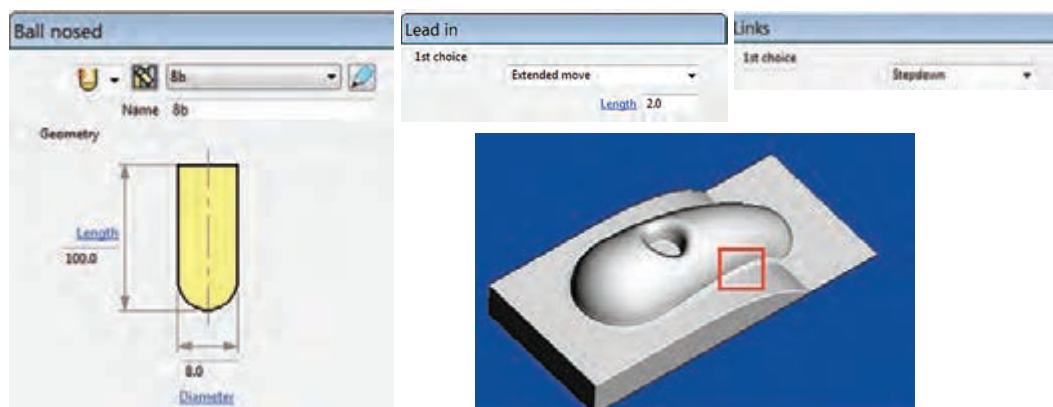 Ball nosed
8b
Name 8b
Geometry
Length
100.0
8.0
Diameter
Lead in
1st choice
Extended move
Length 2.0
Links
1st choice
Stepdown